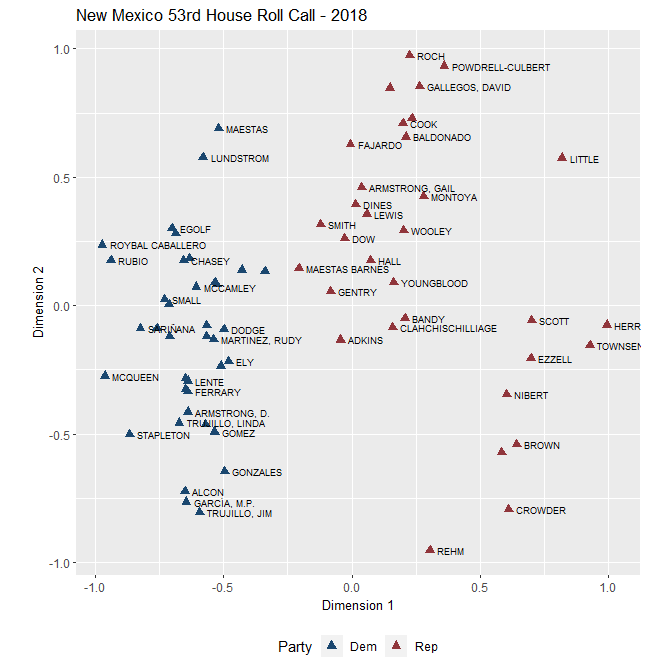 New Mexico 53rd House Roll Call - 2018
ROCH
POWDRELL-CULBERT
GALLEGOS, DAVID
COOK
MAESTAS
BALDONADO
FAJARDO
LUNDSTROM
LITTLE
ARMSTRONG, GAIL
MONTOYA
DINES
LEWIS
SMITH
EGOLF
WOOLEY
DOW
ROYBAL CABALLERO
RUBIO
CHASEY
HALL
MAESTAS BARNES
MCCAMLEY
YOUNGBLOOD
GENTRY
SMALL
BANDY
SCOTT
HERR
CLAHCHISCHILLIAGE
DODGE
MARTINEZ, RUDY
ADKINS
TOWNSEN
ELY
EZZELL
MCQUEEN
LENTE
FERRARY
NIBERT
ARMSTRONG, D.
TRUJILLO, LINDA
STAPLETON
GOMEZ
BROWN
GONZALES
ALCON
GARCIA, M.P.
TRUJILLO, JIM
CROWDER
REHM
1.0
0.5
0.0
-0.5
-1.0
Dimension 2
-1.0 -0.5 0.0 0.5 1.0
Dimension 1
Party Dem Rep